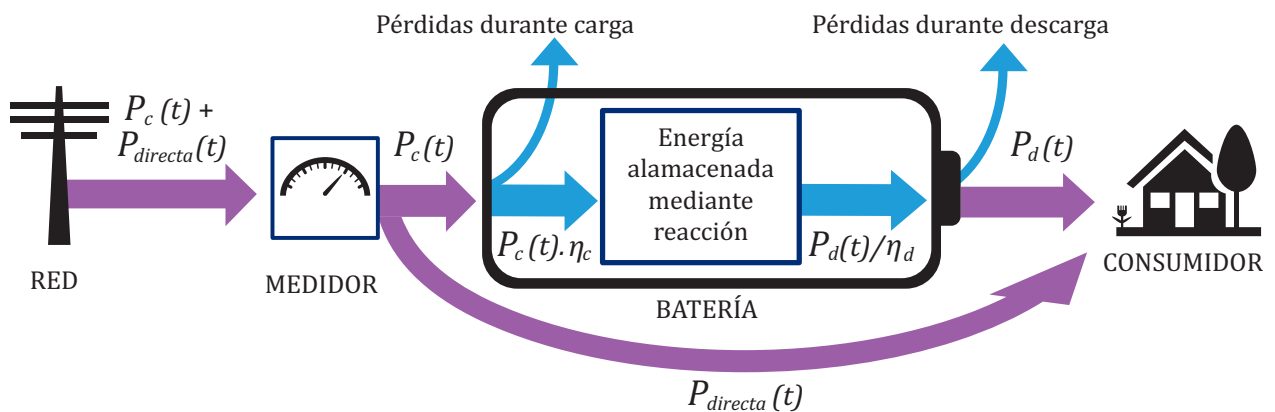 Pérdidas durante carga
Pérdidas durante descarga
P_c (t) +
P_directa (t)
P_c (t)
Energía
alamacenada
mediante
reacción
P_d (t)
P_c (t). η_c
P_d(t)/η_d
RED
MEDIDOR
BATERÍA
CONSUMIDOR
P_directa (t)